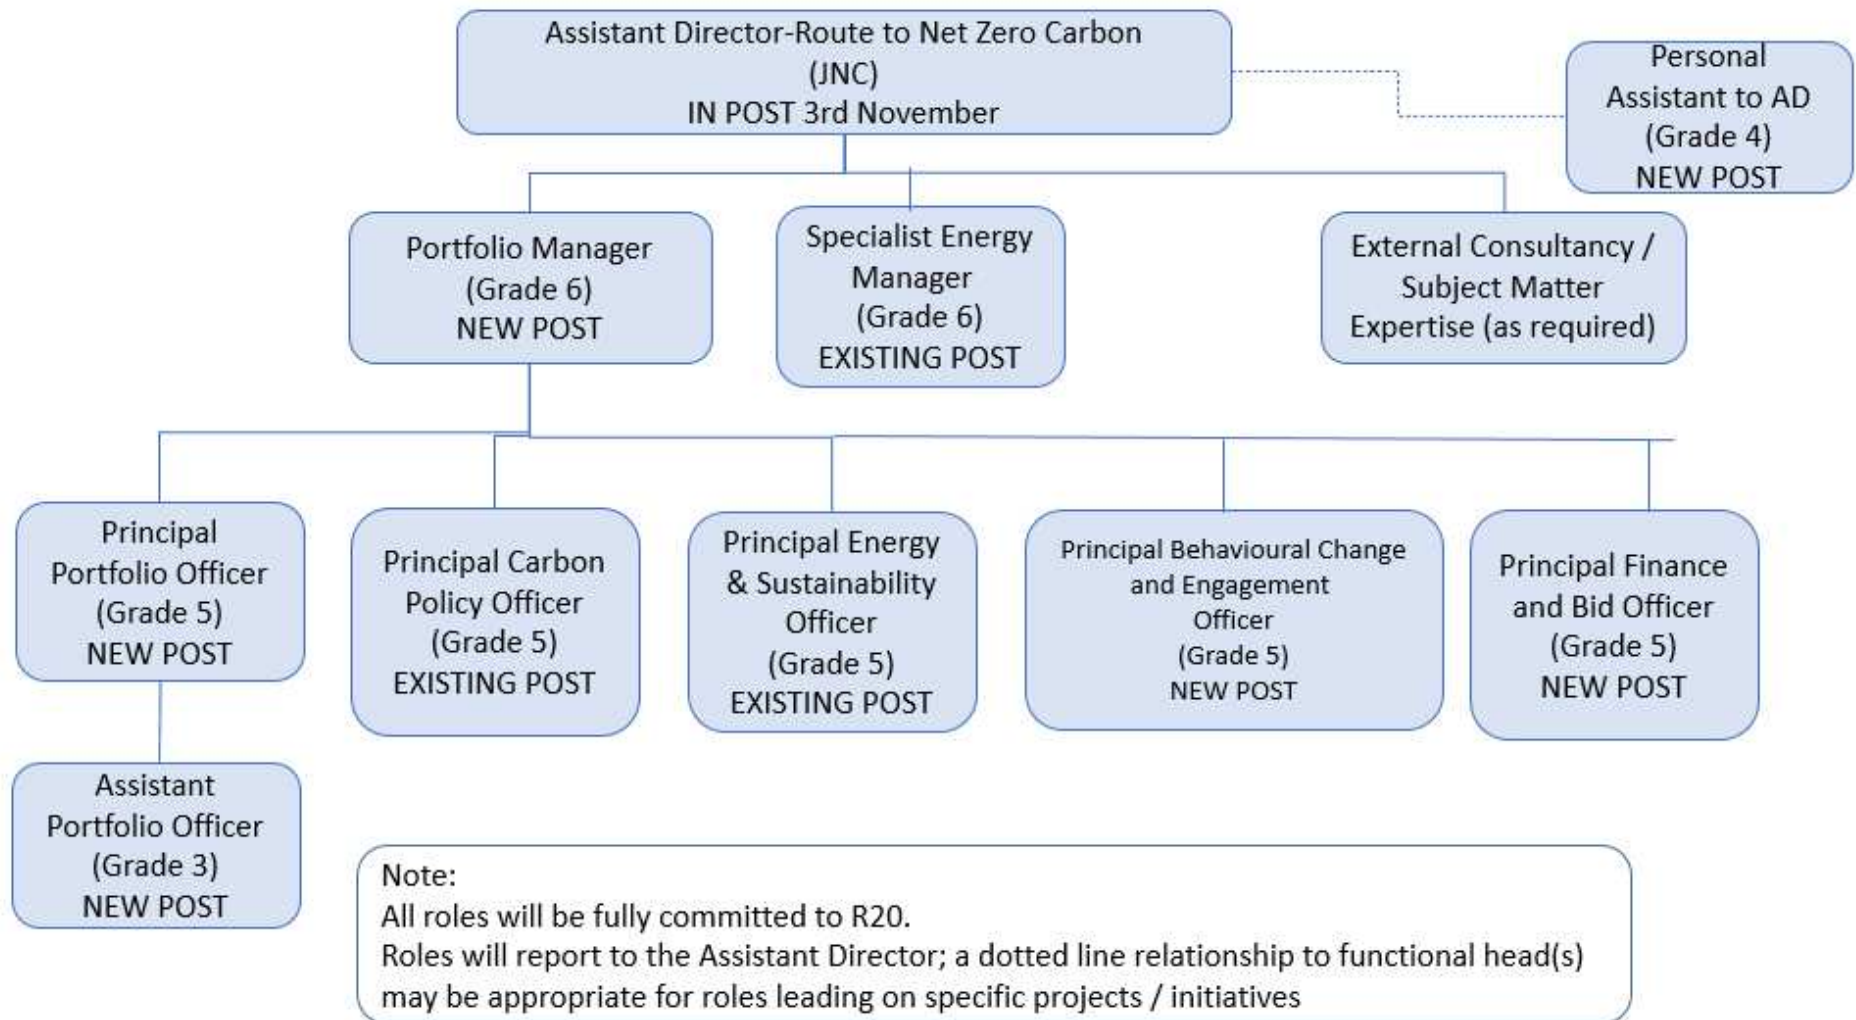 Assistant Director-Route to Net Zero Carbon
(JNC)
IN POST 3rd November
Personal
Assistant to AD
(Grade 4)
NEW POST
Portfolio Manager
(Grade 6)
NEW POST
Specialist Energy
Manager
(Grade 6)
EXISTING POST
External Consultancy /
Subject Matter
Expertise (as required)
Principal
Portfolio Officer
(Grade 5)
NEW POST
Principal Carbon
Policy Officer
(Grade 5)
EXISTING POST
Principal Energy
& Sustainability
Officer
(Grade 5)
EXISTING POST
Principal Behavioural Change
and Engagement
Officer
(Grade 5)
NEW POST
Principal Finance
and Bid Officer
(Grade 5)
NEW POST
Assistant
Portfolio Officer
(Grade 3)
NEW POST
Note:
All roles will be fully committed to R20.
Roles will report to the Assistant Director; a dotted line relationship to functional head(s)
may be appropriate for roles leading on specific projects / initiatives